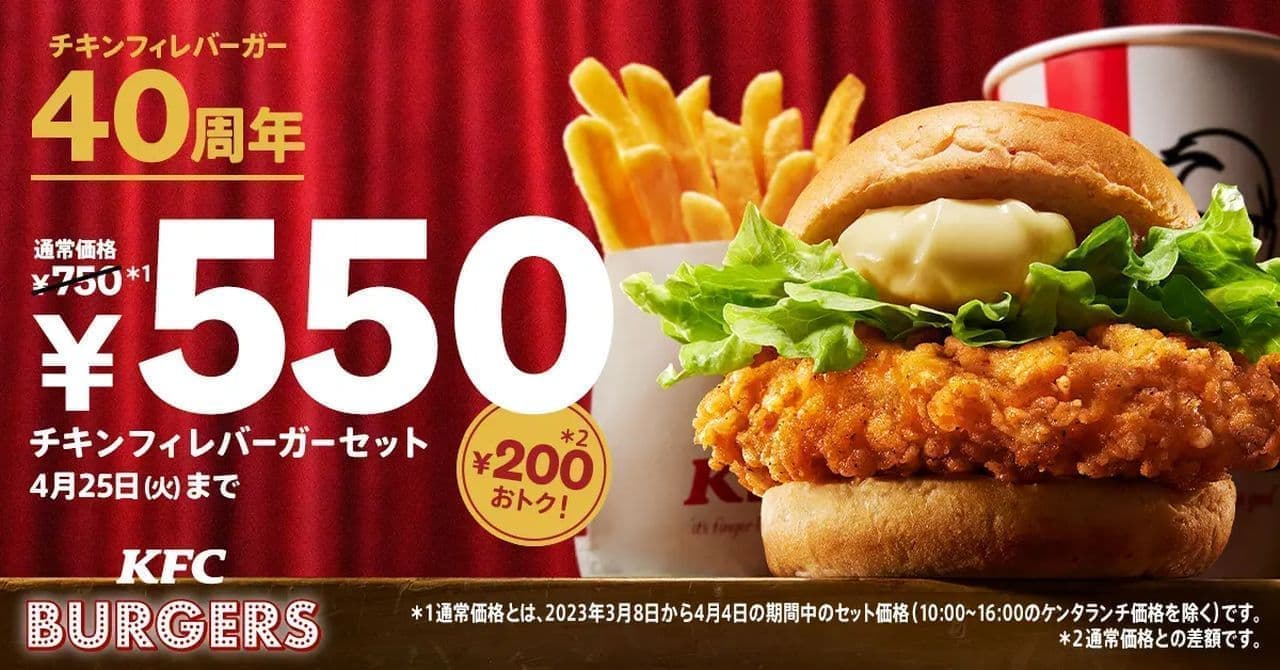 チキンフィレバーガー
40周年
通常価格
¥750*1
¥550
チキンフィレバーガーセット
4月25日(火)まで
*2
¥200
おトク!
KFC
BURGERS
*1通常価格とは、2023年3月8日から4月4日の期間中のセット価格(10:00~16:00のケンタランチ価格を除く)です。
*2通常価格との差額です。